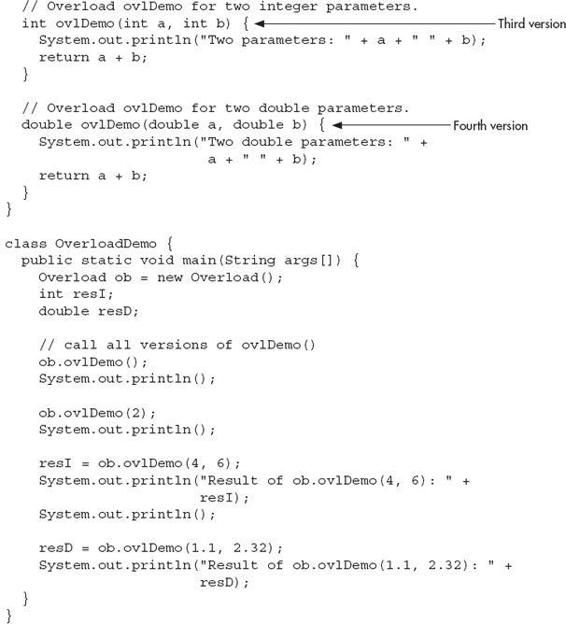 // Overload ovlDemo for two integer parameters.
int ovlDemo(int a, int b) { Third version
System.out.println("Two parameters: " + a + " " + b);
return a + b;
}
// Overload ovlDemo for two double parameters.
double ovlDemo(double a, double b) { Fourth version
System.out.println("Two double parameters: " +
a + " " + b);
return a + b;
}
}
class OverloadDemo {
public static void main(String args[]) {
Overload ob = new Overload();
int resI;
double resD;
// call all versions of ovlDemo()
ob.ovlDemo();
System.out.println();
ob.ovlDemo(2);
System.out.println();
resI = ob.ovlDemo(4, 6);
System.out.println("Result of ob.ovlDemo(4, 6): " +
resI);
System.out.println();
resD = ob.ovlDemo(1.1, 2.32);
System.out.println("Result of ob.ovlDemo(1.1, 2.32): " +
resD);
}
}